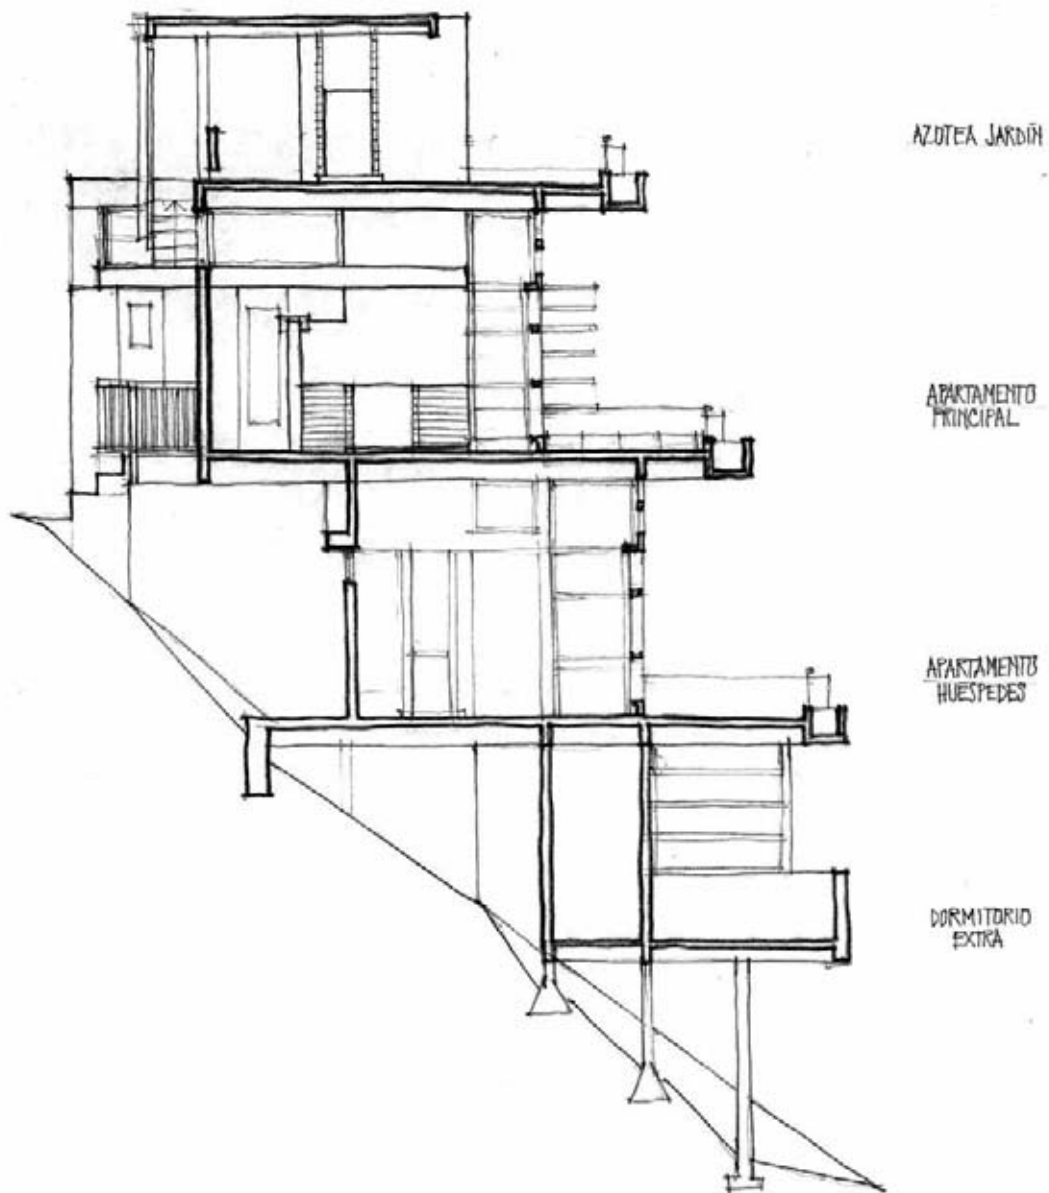 AZOTEA JARDÍN
APARTAMENTO
PRINCIPAL
APARTAMENTO
HUESPEDES
DORMITORIO
EXTRA